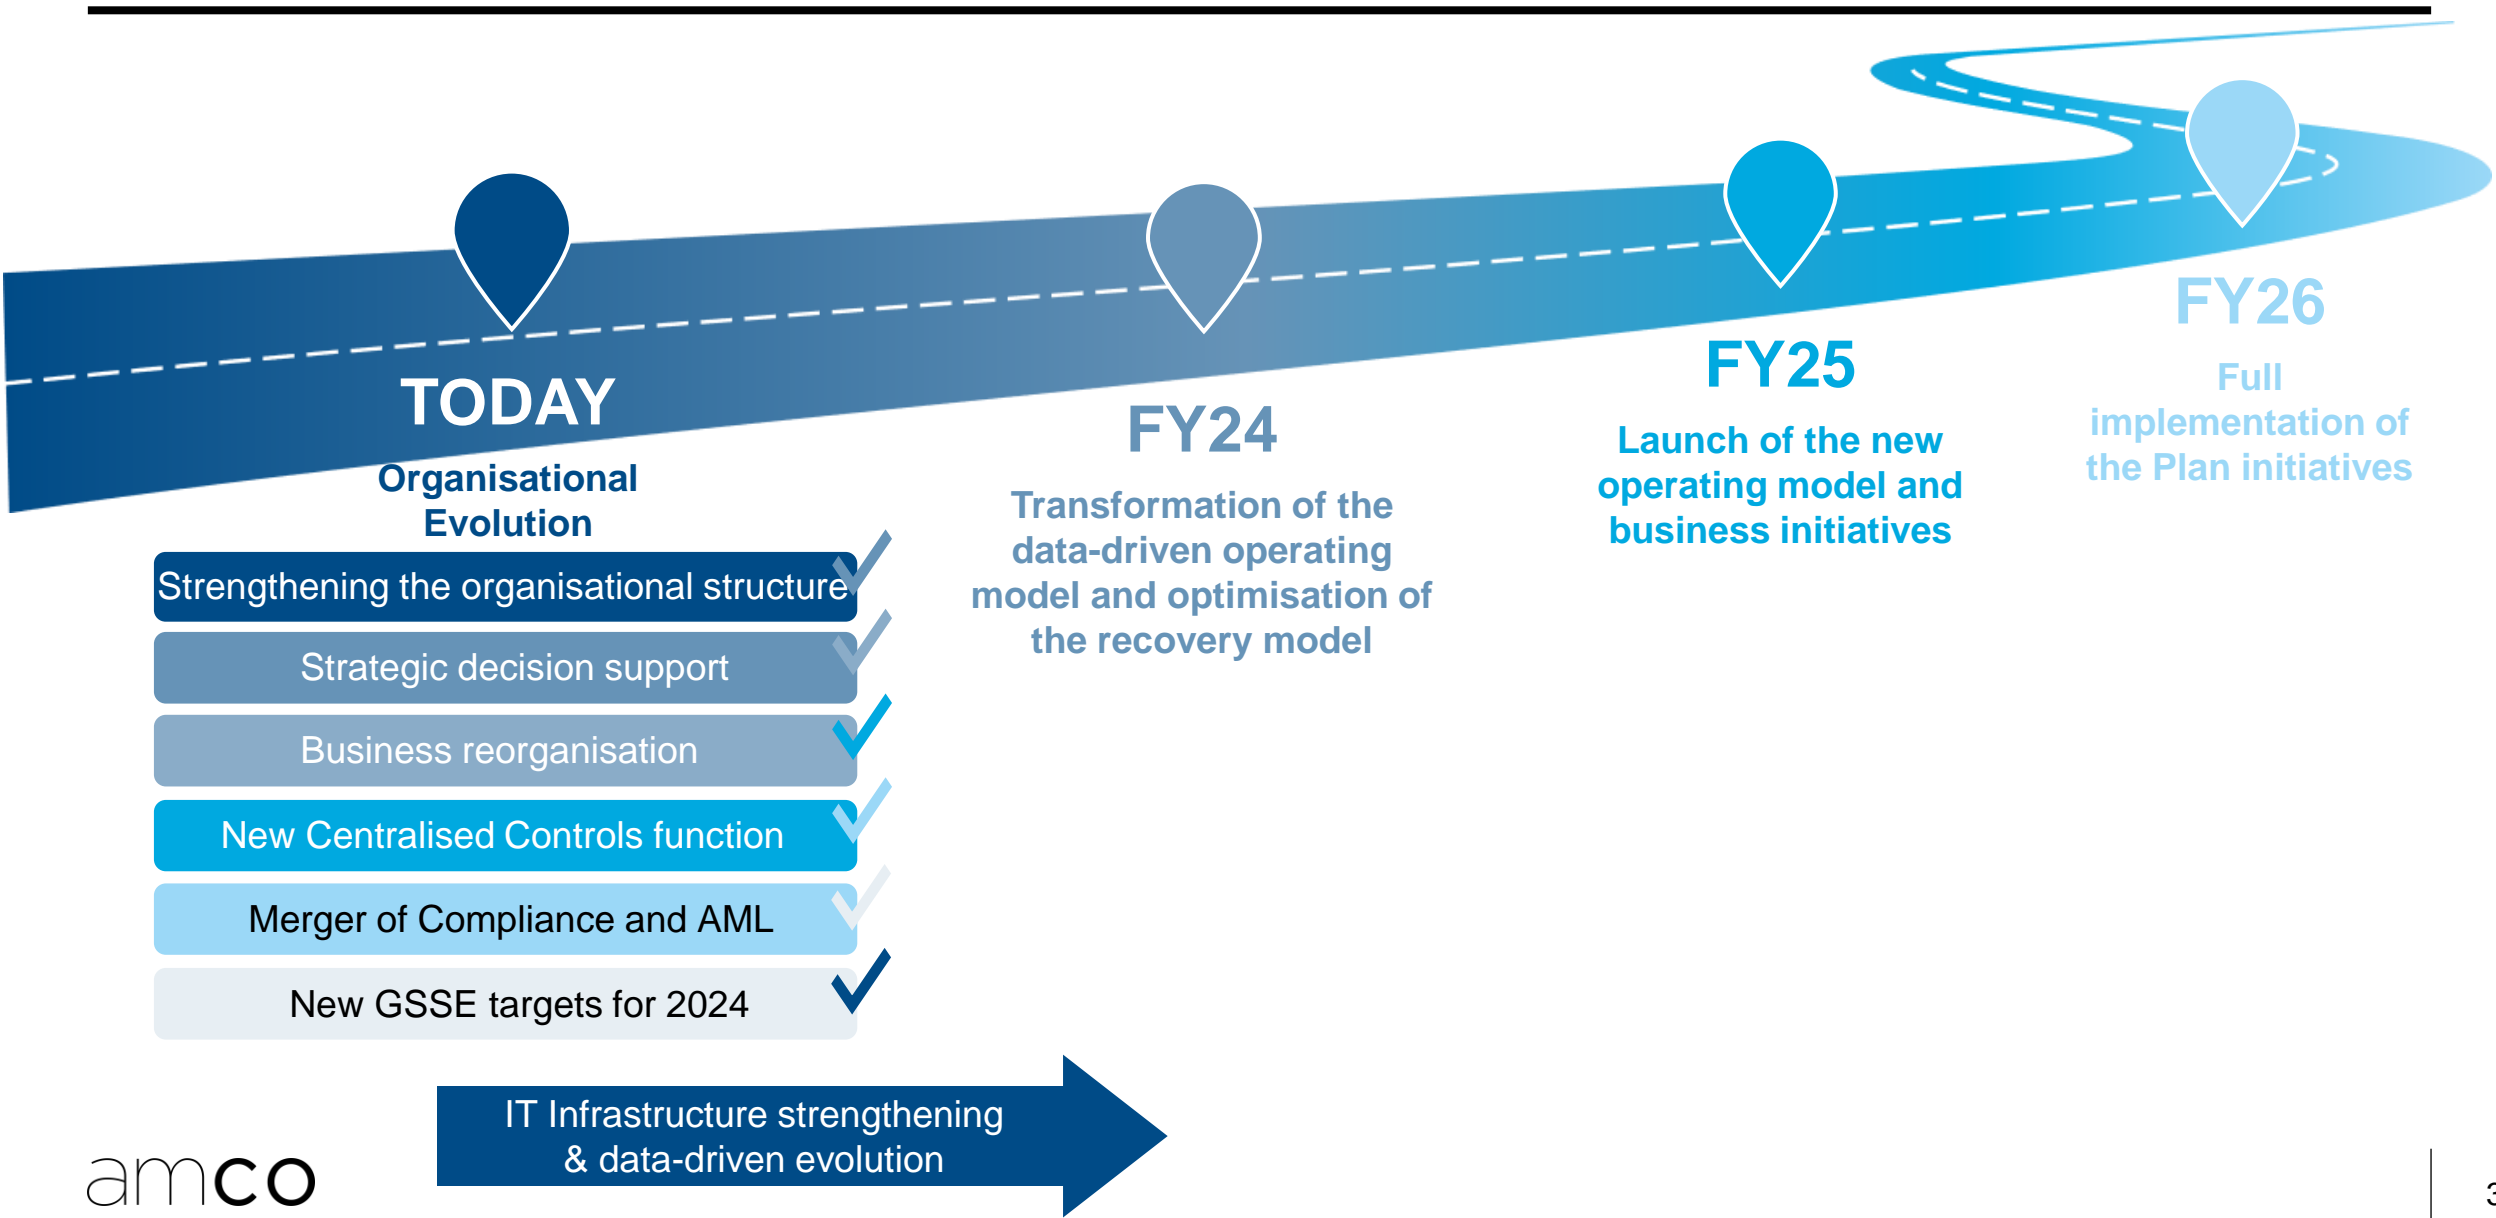 TODAY
Organisational
Evolution
Strengthening the organisational structure
Strategic decision support
Business reorganisation
New Centralised Controls function
Merger of Compliance and AML
New GSSE targets for 2024
IT Infrastructure strengthening
& data-driven evolution
FY24
Transformation of the
data-driven operating
model and optimisation of
the recovery model
FY25
Launch of the new
operating model and
business initiatives
FY26
Full
implementation of
the Plan initiatives
amco